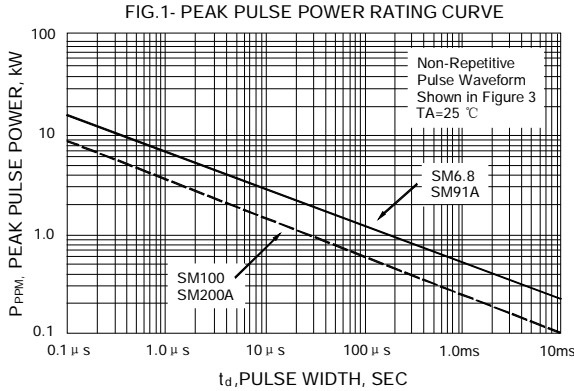 FIG.1- PEAK PULSE POWER RATING CURVE
PPPM, PEAK PULSE POWER, kW
100
10
1.0
0.1
Non-Repetitive
Pulse Waveform
Shown in Figure 3
TA=25 ℃
SM6.8
SM91A
SM100
SM200A
0.1 μ s
1.0 μ s
10 μ s
100 μ s
1.0ms
10ms
td,PULSE WIDTH, SEC